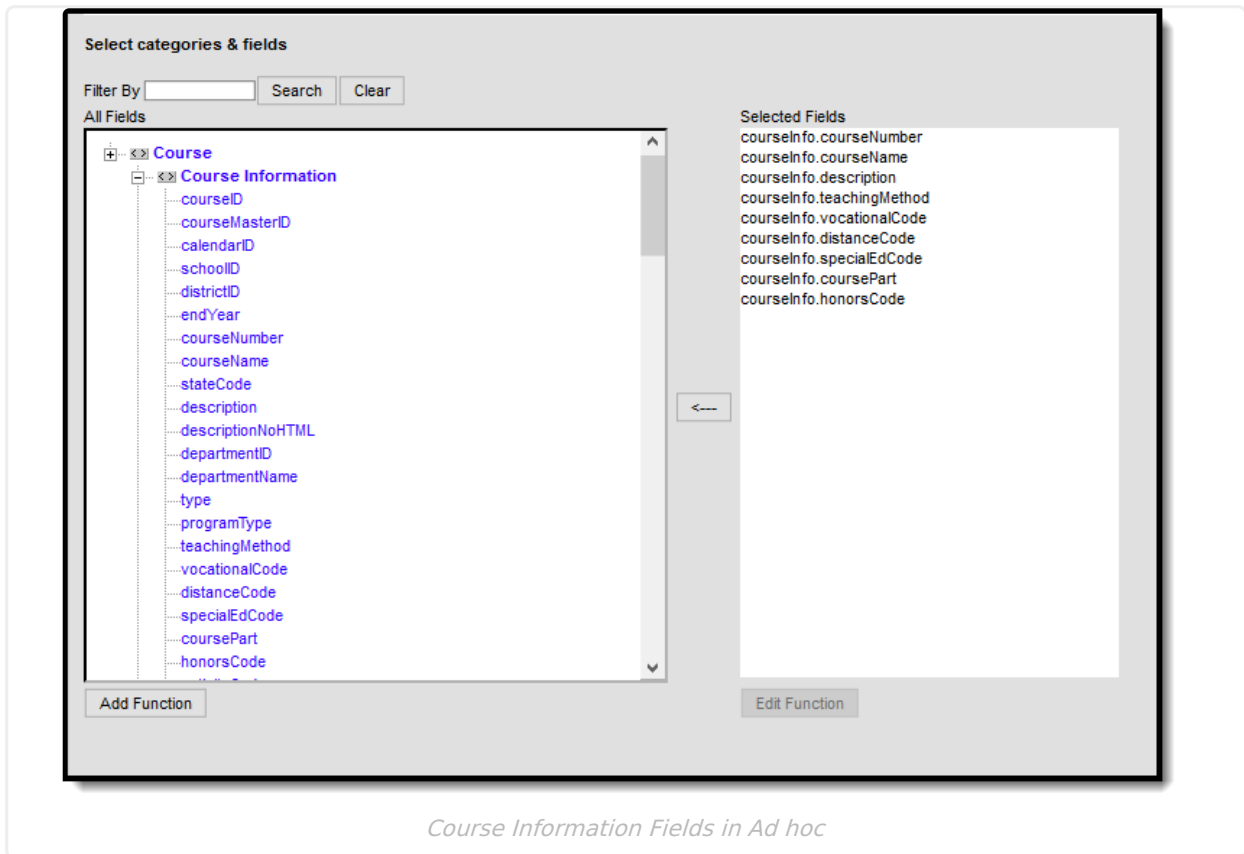 Select categories & fields
Filter By
Search
Clear
All Fields
Course
Course Information
courseID
courseMasterID
calendarID
schoolID
districtID
endYear
courseNumber
courseName
stateCode
description
descriptionNoHTML
departmentID
departmentName
type
programType
teachingMethod
vocationalCode
distanceCode
specialEdCode
coursePart
honorsCode
Add Function
<---
Selected Fields
courseInfo.courseNumber
courseInfo.courseName
courseInfo.description
courseInfo.teachingMethod
courseInfo.vocationalCode
courseInfo.distanceCode
courseInfo.specialEdCode
courseInfo.coursePart
courseInfo.honorsCode
Edit Function
Course Information Fields in Ad hoc